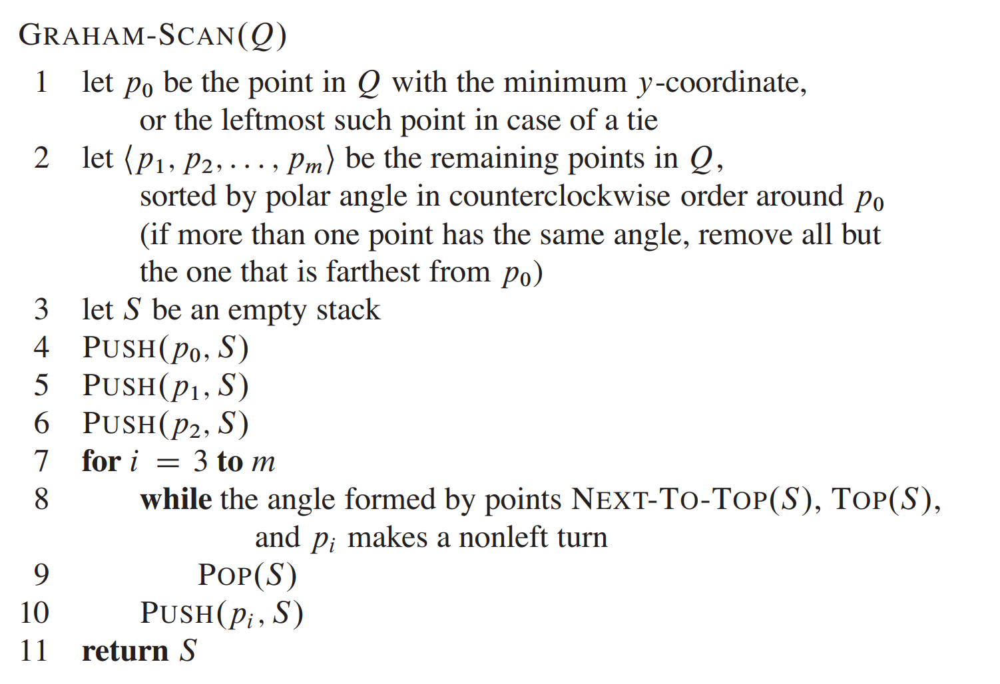 GRAHAM-SCAN(Q)
1 let p₀ be the point in Q with the minimum y-coordinate,
or the leftmost such point in case of a tie
2 let ⟨p₁, p₂, . . . , pₘ⟩ be the remaining points in Q,
sorted by polar angle in counterclockwise order around p₀
(if more than one point has the same angle, remove all but
the one that is farthest from p₀)
3 let S be an empty stack
4 PUSH(p₀, S)
5 PUSH(p₁, S)
6 PUSH(p₂, S)
7 for i = 3 to m
8 while the angle formed by points NEXT-TO-TOP(S), TOP(S),
and pᵢ makes a nonleft turn
9 POP(S)
10 PUSH(pᵢ, S)
11 return S